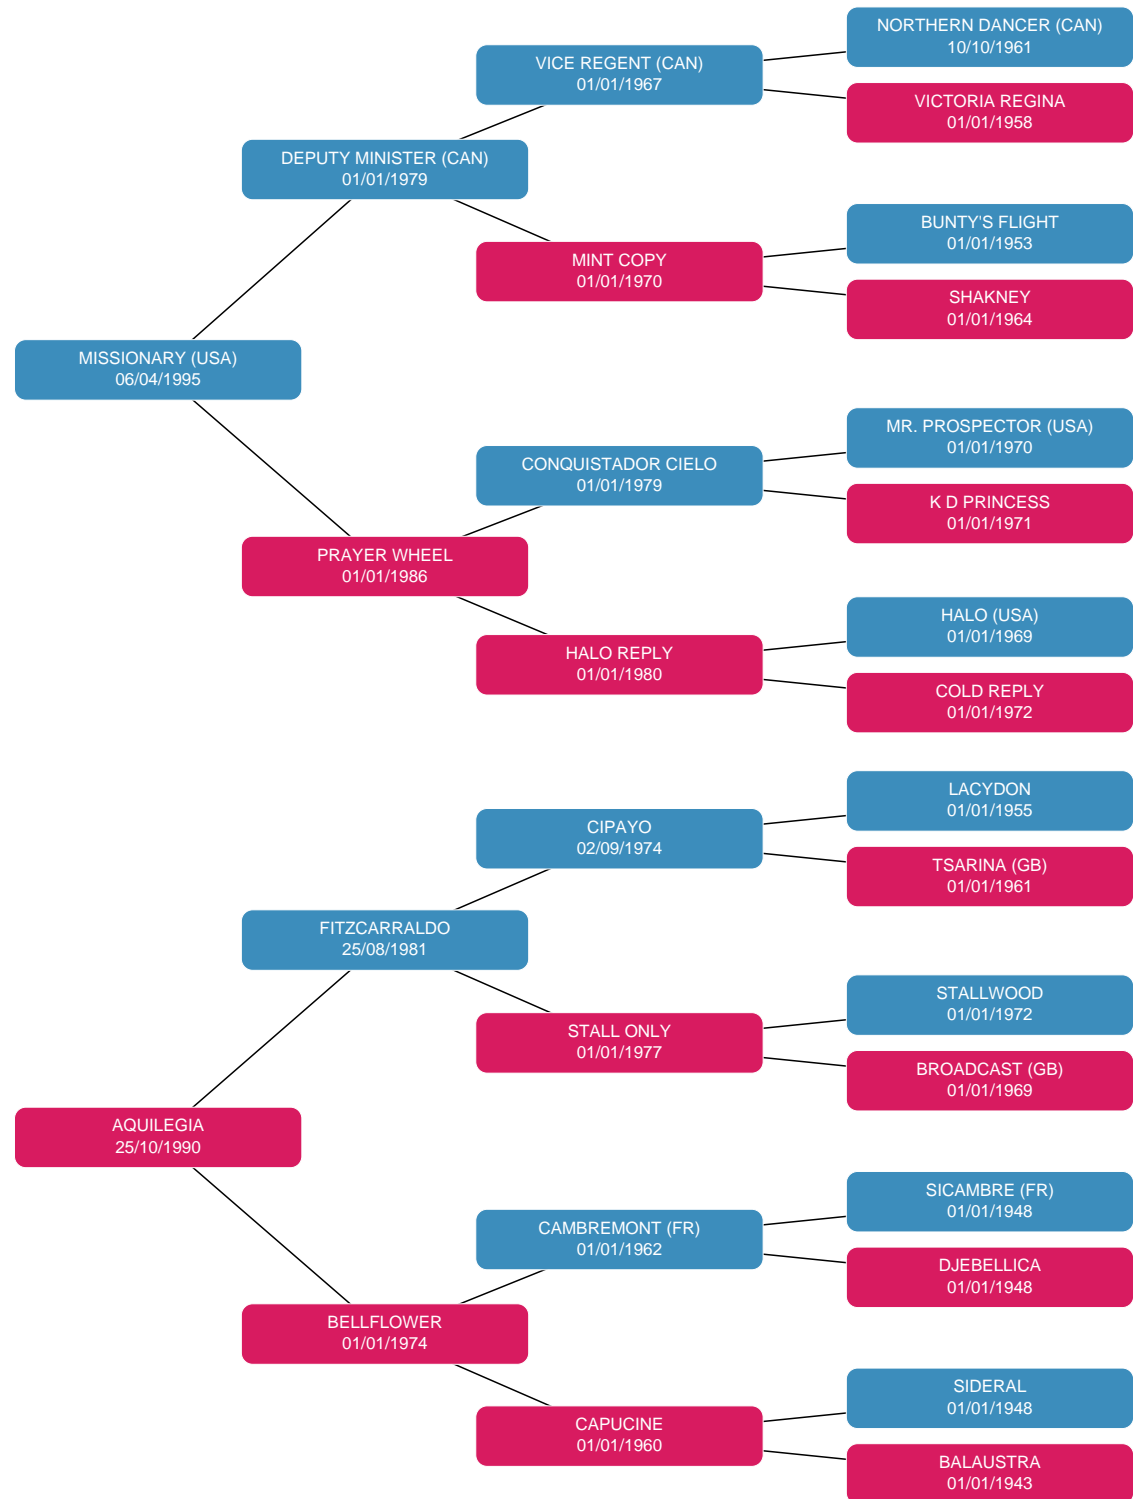 NORTHERN DANCER (CAN)
10/10/1961
VICE REGENT (CAN)
01/01/1967
VICTORIA REGINA
01/01/1958
DEPUTY MINISTER (CAN)
01/01/1979
BUNTY'S FLIGHT
01/01/1953
MINT COPY
01/01/1970
SHAKNEY
01/01/1964
MISSIONARY (USA)
06/04/1995
MR. PROSPECTOR (USA)
01/01/1970
CONQUISTADOR CIELO
01/01/1979
K D PRINCESS
01/01/1971
PRAYER WHEEL
01/01/1986
HALO (USA)
01/01/1969
HALO REPLY
01/01/1980
COLD REPLY
01/01/1972
LACYDON
01/01/1955
CIPAYO
02/09/1974
TSARINA (GB)
01/01/1961
FITZCARRALDO
25/08/1981
STALLWOOD
01/01/1972
STALL ONLY
01/01/1977
BROADCAST (GB)
01/01/1969
AQUILEGIA
25/10/1990
SICAMBRE (FR)
01/01/1948
CAMBREMONT (FR)
01/01/1962
DJEBELLICA
01/01/1948
BELLFLOWER
01/01/1974
SIDERAL
01/01/1948
CAPUCINE
01/01/1960
BALAUSTRA
01/01/1943